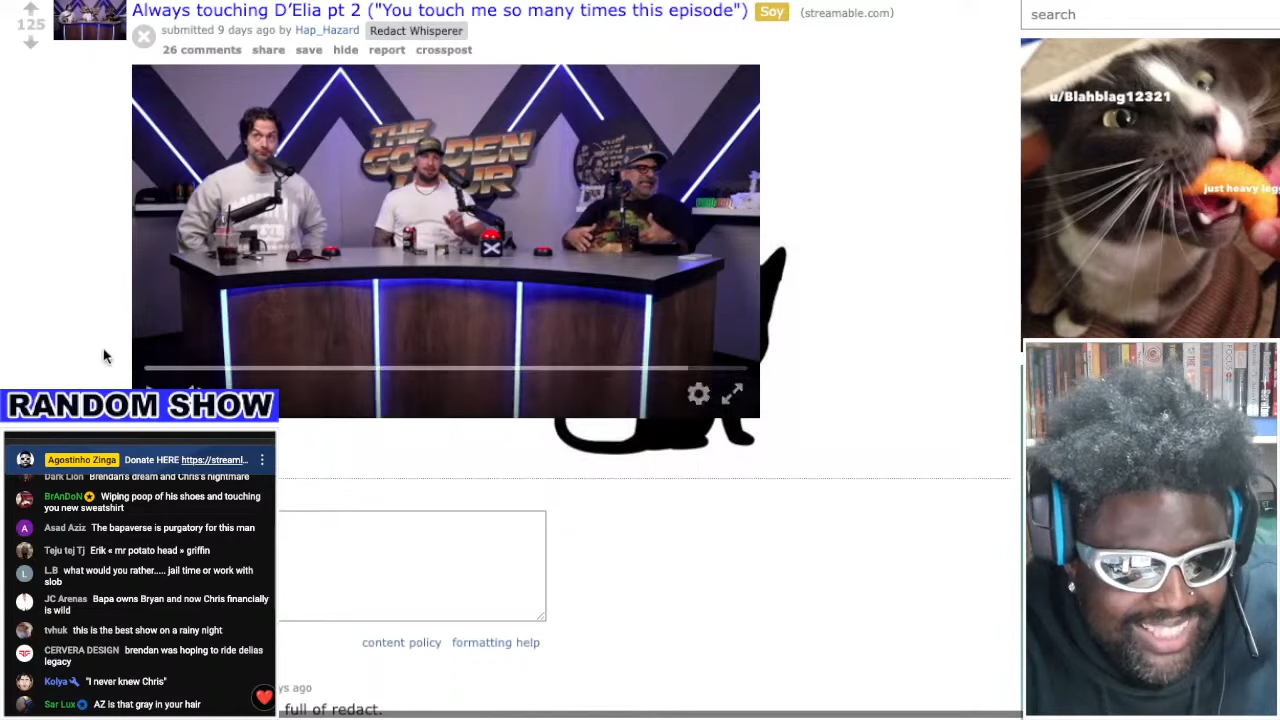 Always touching D'Elia pt 2 ("You touch me so many times this episode") Soy (streamable.com)
125
submitted 9 days ago by Hap_Hazard Redact Whisperer
26 comments share save hide report crosspost
search
u/Blahblag12321
just heavy leg
THE GOLDEN HOUR
RANDOM SHOW
Agostinho Zinga Donate HERE https://streaml...
Dark Lion Brendan's dream and Chris's nightmare
BrAnDoN Wiping poop of his shoes and touching
you new sweatshirt
Asad Aziz The bapaverse is purgatory for this man
Teju tej Tj Erik « mr potato head » griffin
L.B what would you rather..... jail time or work with
slob
JC Arenas Bapa owns Bryan and now Chris financially
is wild
tvhuk this is the best show on a rainy night
CERVERA DESIGN brendan was hoping to ride delias
legacy
Kolya "I never knew Chris"
Sar Lux AZ is that gray in your hair
content policy formatting help
ys ago
full of redact.
FOCUS